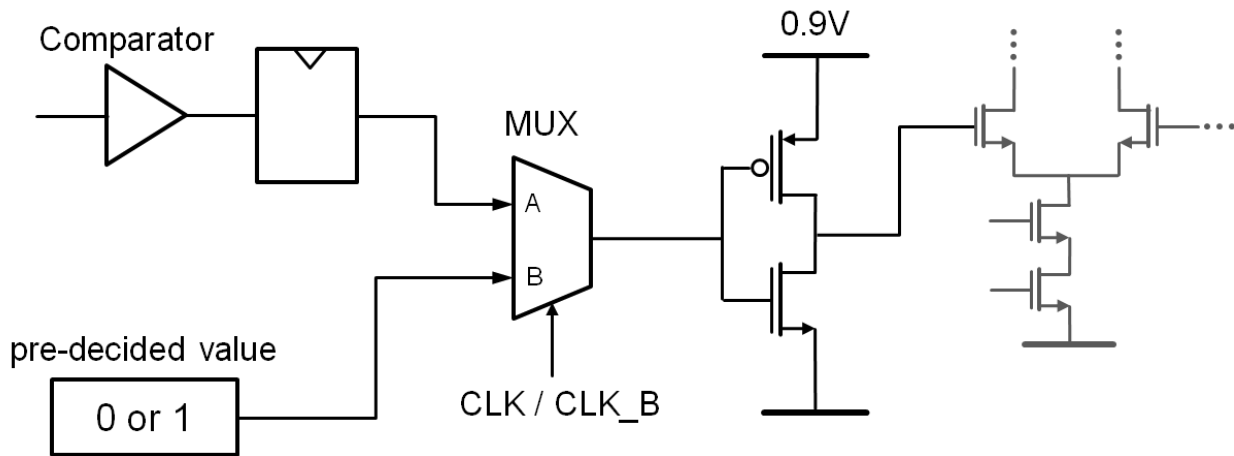 0.9V
Comparator
MUX
A
B
pre-decided value
0 or 1
CLK / CLK_B